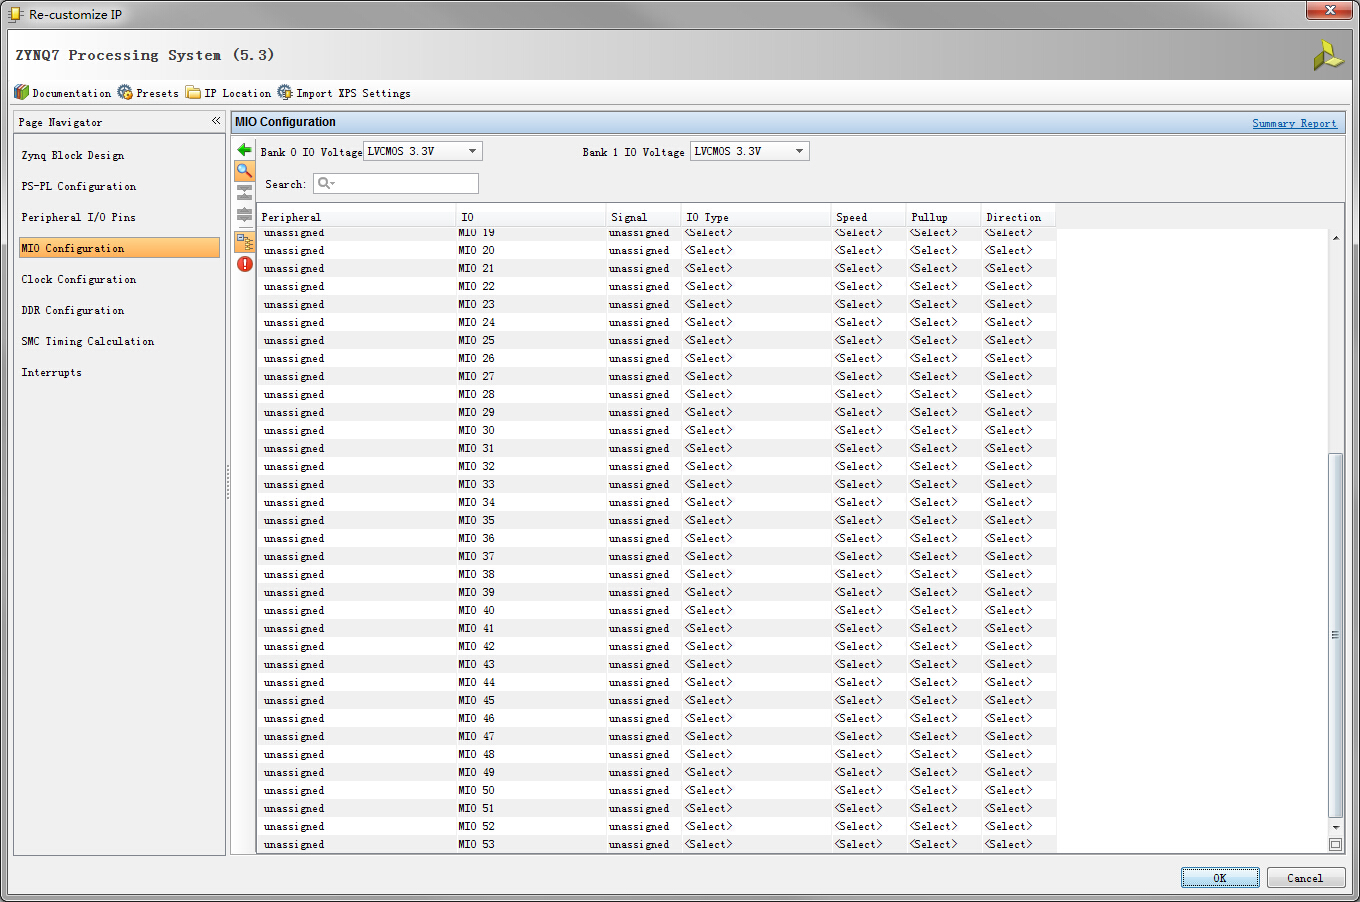 Re-customize IP
ZYNQ7 Processing System (5.3)
Documentation Presets IP Location Import XPS Settings
Page Navigator «
Zynq Block Design
PS-PL Configuration
Peripheral I/O Pins
MIO Configuration
Clock Configuration
DDR Configuration
SMC Timing Calculation
Interrupts
MIO Configuration Summary Report
Bank 0 IO Voltage LVCMOS 3.3V Bank 1 IO Voltage LVCMOS 3.3V
Search:
Peripheral IO Signal IO Type Speed Pullup Direction
unassigned MIO 19 unassigned <Select> <Select> <Select> <Select>
unassigned MIO 20 unassigned <Select> <Select> <Select> <Select>
unassigned MIO 21 unassigned <Select> <Select> <Select> <Select>
unassigned MIO 22 unassigned <Select> <Select> <Select> <Select>
unassigned MIO 23 unassigned <Select> <Select> <Select> <Select>
unassigned MIO 24 unassigned <Select> <Select> <Select> <Select>
unassigned MIO 25 unassigned <Select> <Select> <Select> <Select>
unassigned MIO 26 unassigned <Select> <Select> <Select> <Select>
unassigned MIO 27 unassigned <Select> <Select> <Select> <Select>
unassigned MIO 28 unassigned <Select> <Select> <Select> <Select>
unassigned MIO 29 unassigned <Select> <Select> <Select> <Select>
unassigned MIO 30 unassigned <Select> <Select> <Select> <Select>
unassigned MIO 31 unassigned <Select> <Select> <Select> <Select>
unassigned MIO 32 unassigned <Select> <Select> <Select> <Select>
unassigned MIO 33 unassigned <Select> <Select> <Select> <Select>
unassigned MIO 34 unassigned <Select> <Select> <Select> <Select>
unassigned MIO 35 unassigned <Select> <Select> <Select> <Select>
unassigned MIO 36 unassigned <Select> <Select> <Select> <Select>
unassigned MIO 37 unassigned <Select> <Select> <Select> <Select>
unassigned MIO 38 unassigned <Select> <Select> <Select> <Select>
unassigned MIO 39 unassigned <Select> <Select> <Select> <Select>
unassigned MIO 40 unassigned <Select> <Select> <Select> <Select>
unassigned MIO 41 unassigned <Select> <Select> <Select> <Select>
unassigned MIO 42 unassigned <Select> <Select> <Select> <Select>
unassigned MIO 43 unassigned <Select> <Select> <Select> <Select>
unassigned MIO 44 unassigned <Select> <Select> <Select> <Select>
unassigned MIO 45 unassigned <Select> <Select> <Select> <Select>
unassigned MIO 46 unassigned <Select> <Select> <Select> <Select>
unassigned MIO 47 unassigned <Select> <Select> <Select> <Select>
unassigned MIO 48 unassigned <Select> <Select> <Select> <Select>
unassigned MIO 49 unassigned <Select> <Select> <Select> <Select>
unassigned MIO 50 unassigned <Select> <Select> <Select> <Select>
unassigned MIO 51 unassigned <Select> <Select> <Select> <Select>
unassigned MIO 52 unassigned <Select> <Select> <Select> <Select>
unassigned MIO 53 unassigned <Select> <Select> <Select> <Select>
OK Cancel